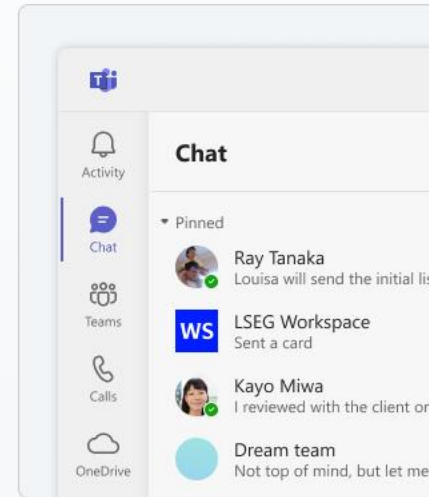 Activity
Chat
Teams
Calls
OneDrive
Chat
Pinned
Ray Tanaka
Louisa will send the initial lis
WS
LSEG Workspace
Sent a card
Kayo Miwa
I reviewed with the client or
Dream team
Not top of mind, but let me